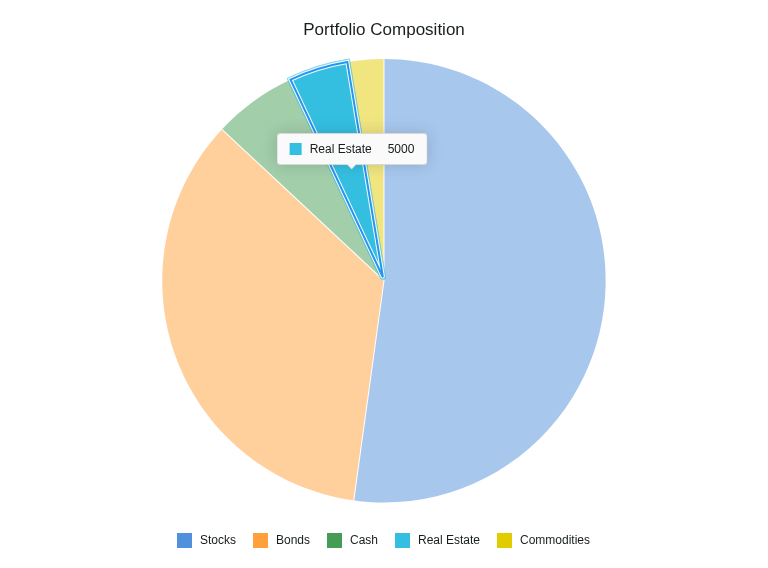 Portfolio Composition
Real Estate 5000
Stocks Bonds Cash Real Estate Commodities